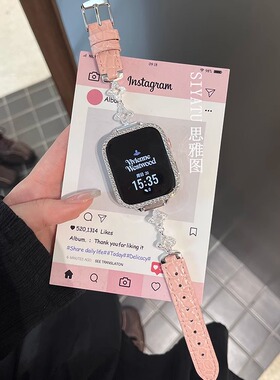 Instagram
Album
SIYATU 思雅图
Vivienne
Westwood
15:35
520,1314 Likes
Album. : Thank you for liking it
#Share daily life##Today##Delicacy#
SEE TRANSLATION